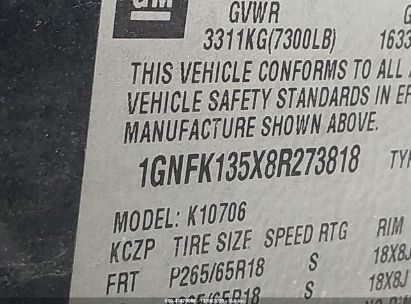 GM
GVWR
3311KG(7300LB)
THIS VEHICLE CONFORMS TO ALL
VEHICLE SAFETY STANDARDS IN
MANUFACTURE SHOWN ABOVE.
1GNFK135X8R273818
MODEL: K10706
KCZP TIRE SIZE SPEED RTG RIM
FRT P265/65R18 S 18X8J
S 18X8J